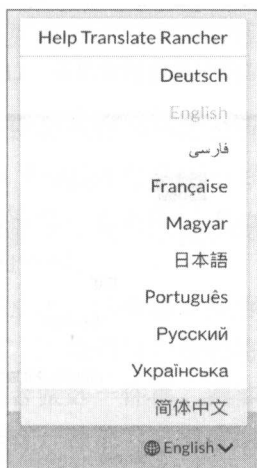 Help Translate Rancher
Deutsch
English
فارسی
Française
Magyar
日本語
Português
Русский
Українська
简体中文
English